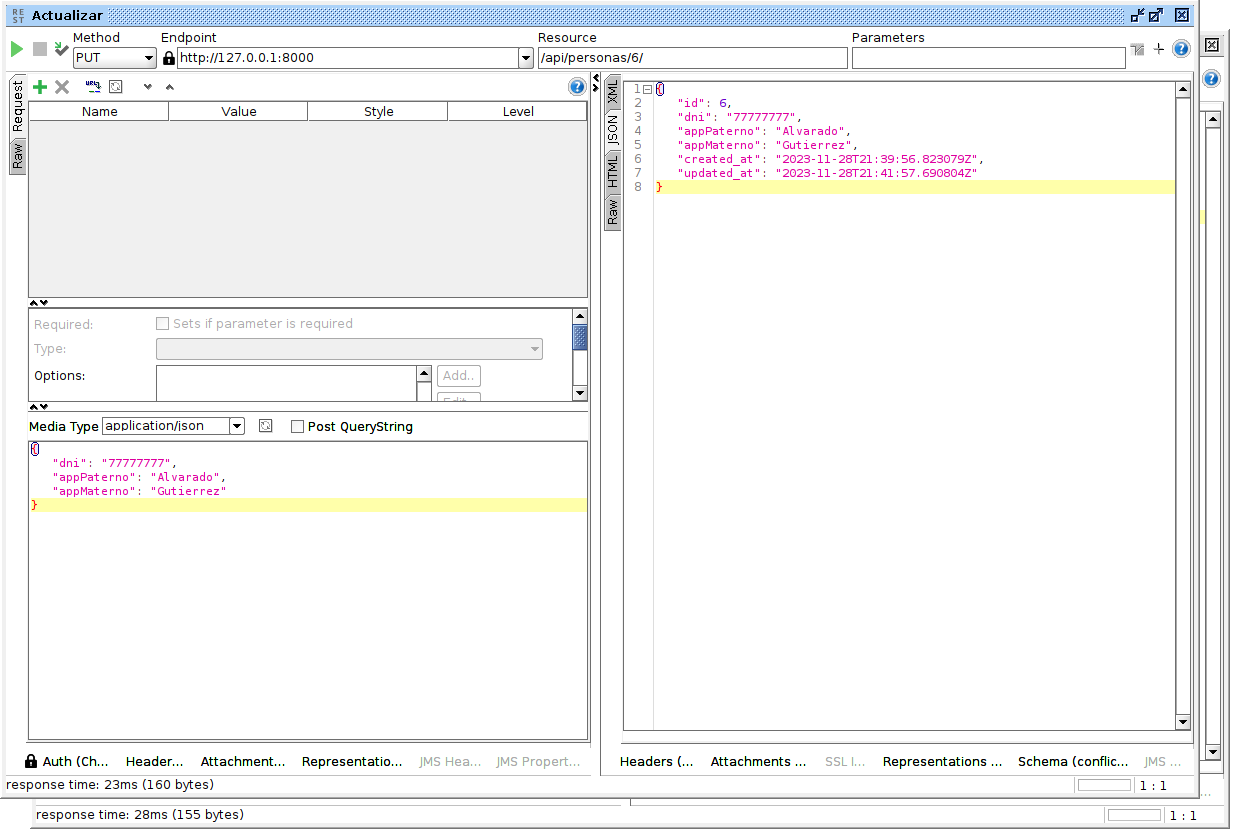 RE
ST
Actualizar
Method
Endpoint
Resource
Parameters
PUT
http://127.0.0.1:8000
/api/personas/6/
Request
Raw
Name Value Style Level
Required:
Sets if parameter is required
Type:
Options:
Add..
Edit..
Media Type
application/json
Post QueryString
{
"dni": "77777777",
"appPaterno": "Alvarado",
"appMaterno": "Gutierrez"
}
Auth (Ch...
Header...
Attachment...
Representatio...
JMS Hea...
JMS Propert...
XML
JSON
HTML
Raw
1 {
2 "id": 6,
3 "dni": "77777777",
4 "appPaterno": "Alvarado",
5 "appMaterno": "Gutierrez",
6 "created_at": "2023-11-28T21:39:56.823079Z",
7 "updated_at": "2023-11-28T21:41:57.690804Z"
8 }
Headers (...
Attachments ...
SSL I...
Representations ...
Schema (conflic...
JMS ...
response time: 23ms (160 bytes)
1 : 1
response time: 28ms (155 bytes)
1 : 1